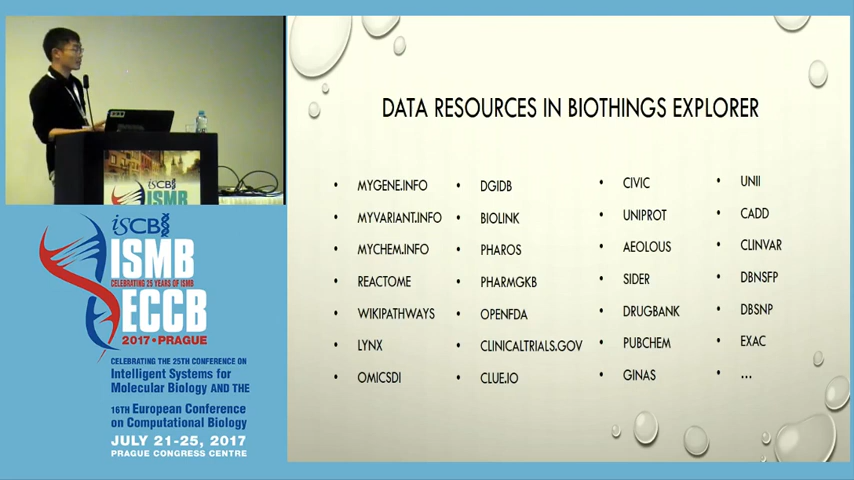 iSCB
ISMB
DATA RESOURCES IN BIOTHINGS EXPLORER
• MYGENE.INFO
• MYVARIANT.INFO
• MYCHEM.INFO
• REACTOME
• WIKIPATHWAYS
• LYNX
• OMICSDI
• DGIDB
• BIOLINK
• PHAROS
• PHARMGKB
• OPENFDA
• CLINICALTRIALS.GOV
• CLUE.IO
• CIVIC
• UNIPROT
• AEOLOUS
• SIDER
• DRUGBANK
• PUBCHEM
• GINAS
• UNII
• CADD
• CLINVAR
• DBNSFP
• DBSNP
• EXAC
• ...
iSCB
ISMB
CELEBRATING 25 YEARS OF ISMB
ECCB
2017 • PRAGUE
CELEBRATING THE 25TH CONFERENCE ON
Intelligent Systems for
Molecular Biology AND THE
16TH European Conference
on Computational Biology
JULY 21-25, 2017
PRAGUE CONGRESS CENTRE